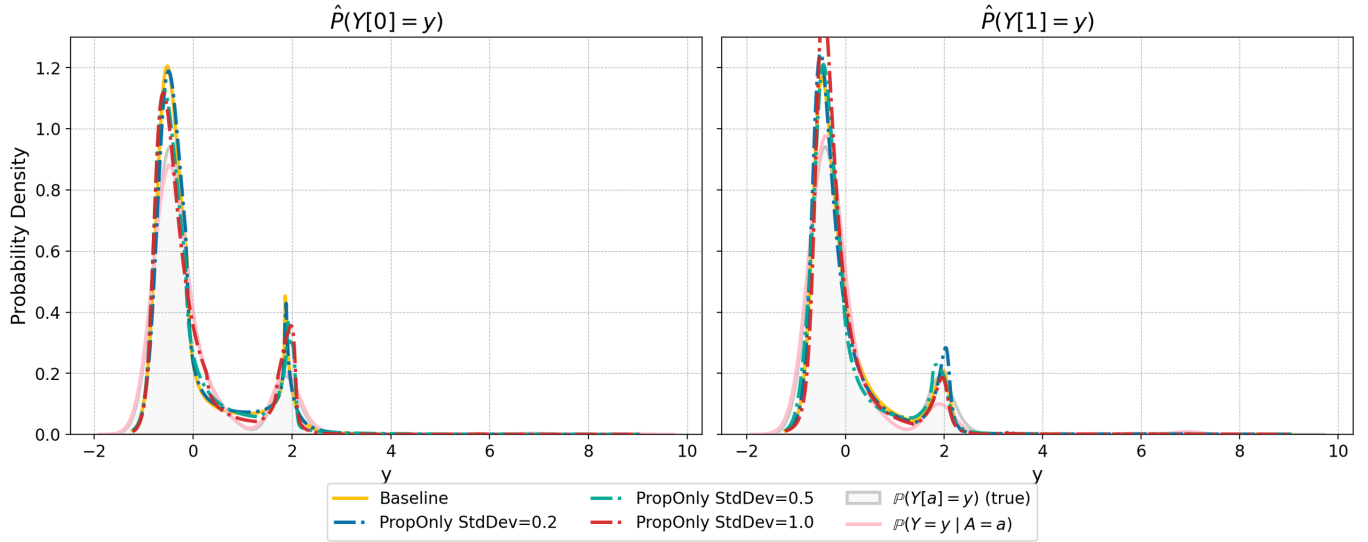 P̂(Y[0] = y)
P̂(Y[1] = y)
Probability Density
1.2
1.0
0.8
0.6
0.4
0.2
0.0
−2 0 2 4 6 8 10
−2 0 2 4 6 8 10
y
y
Baseline
PropOnly StdDev=0.2
PropOnly StdDev=0.5
PropOnly StdDev=1.0
ℙ(Y[a] = y) (true)
ℙ(Y = y | A = a)